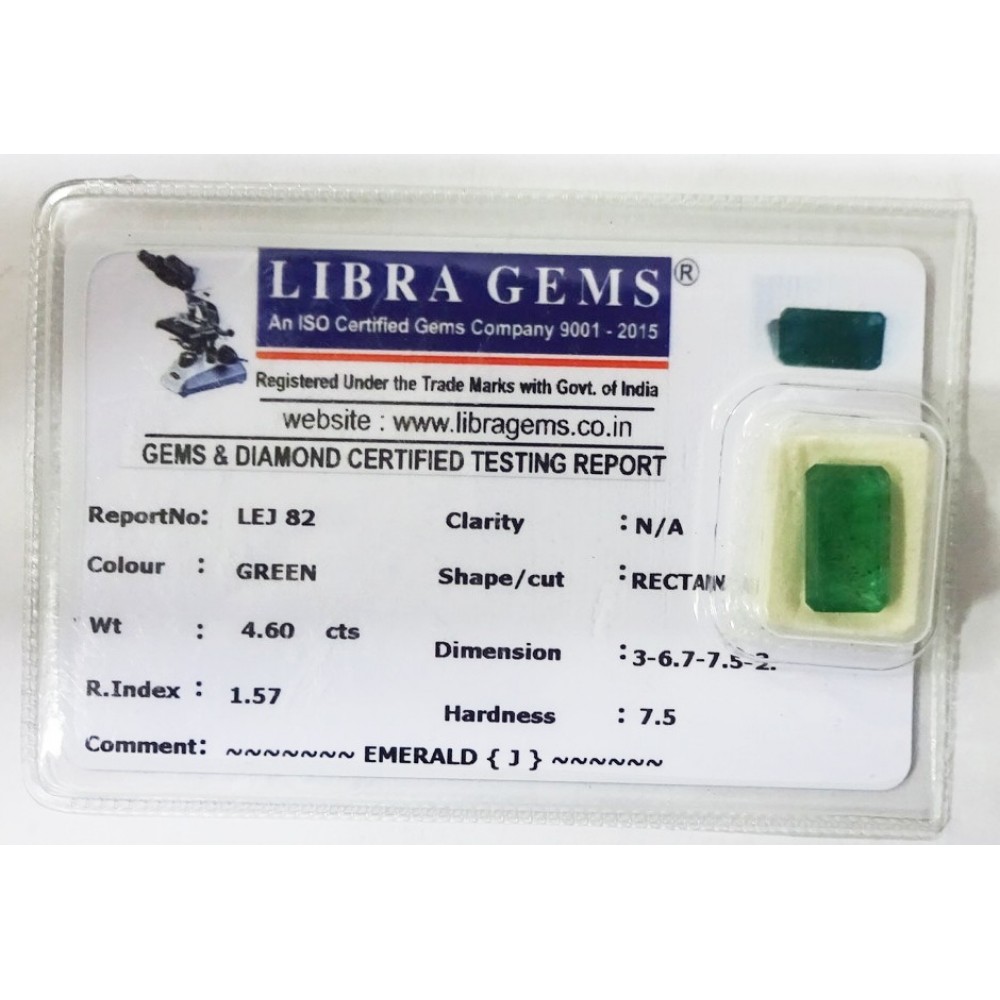 LIBRA GEMS®
An ISO Certified Gems Company 9001 - 2015
Registered Under the Trade Marks with Govt. of India
website : www.libragems.co.in
GEMS & DIAMOND CERTIFIED TESTING REPORT
ReportNo: LEJ 82
Clarity : N/A
Colour : GREEN
Shape/cut :
Wt : 4.60 cts
Dimension : 3-6.7-7.5-2.
R.Index : 1.57
Hardness : 7.5
Comment: ~~~~~~~ EMERALD { J } ~~~~~~